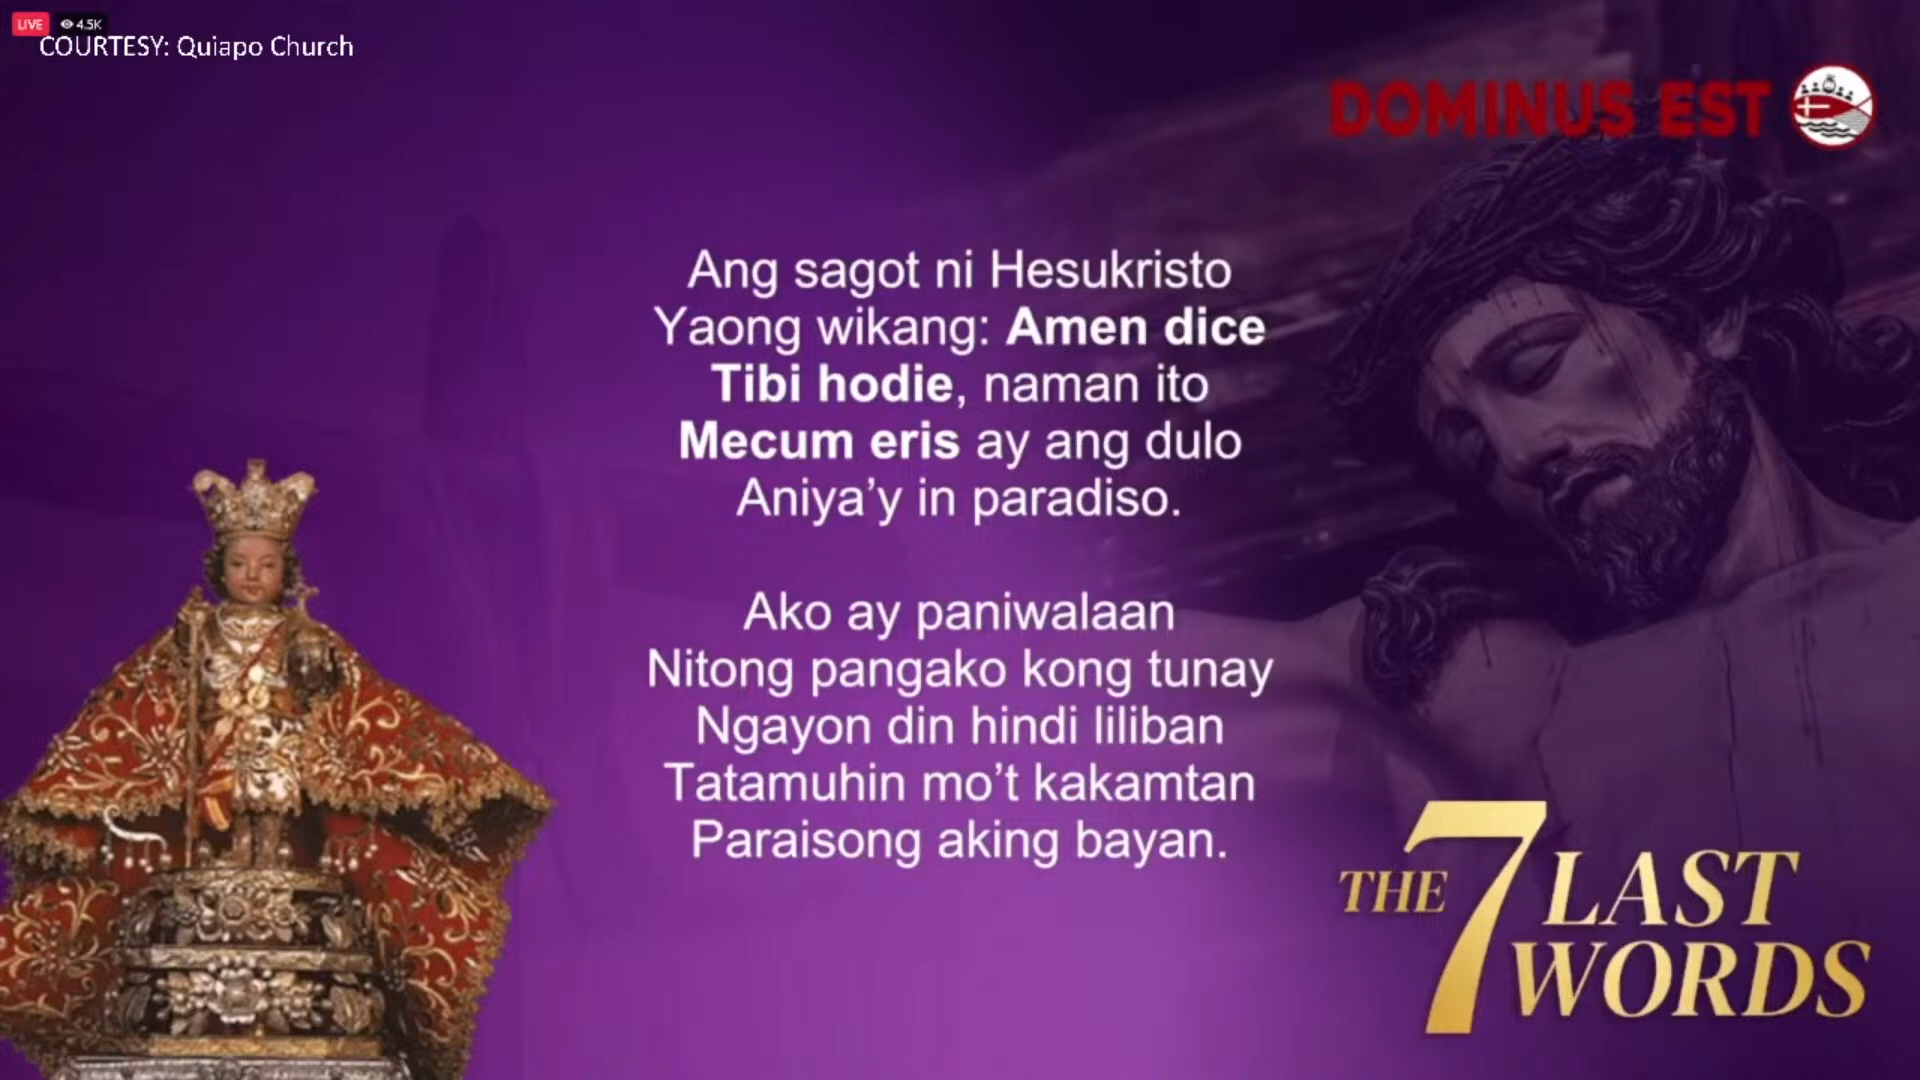 LIVE 4.5K
COURTESY: Quiapo Church
DOMINUS EST
Ang sagot ni Hesukristo
Yaong wikang: Amen dice
Tibi hodie, naman ito
Mecum eris ay ang dulo
Aniya’y in paradiso.
Ako ay paniwalaan
Nitong pangako kong tunay
Ngayon din hindi liliban
Tatamuhin mo’t kakamtan
Paraisong aking bayan.
THE 7 LAST
WORDS